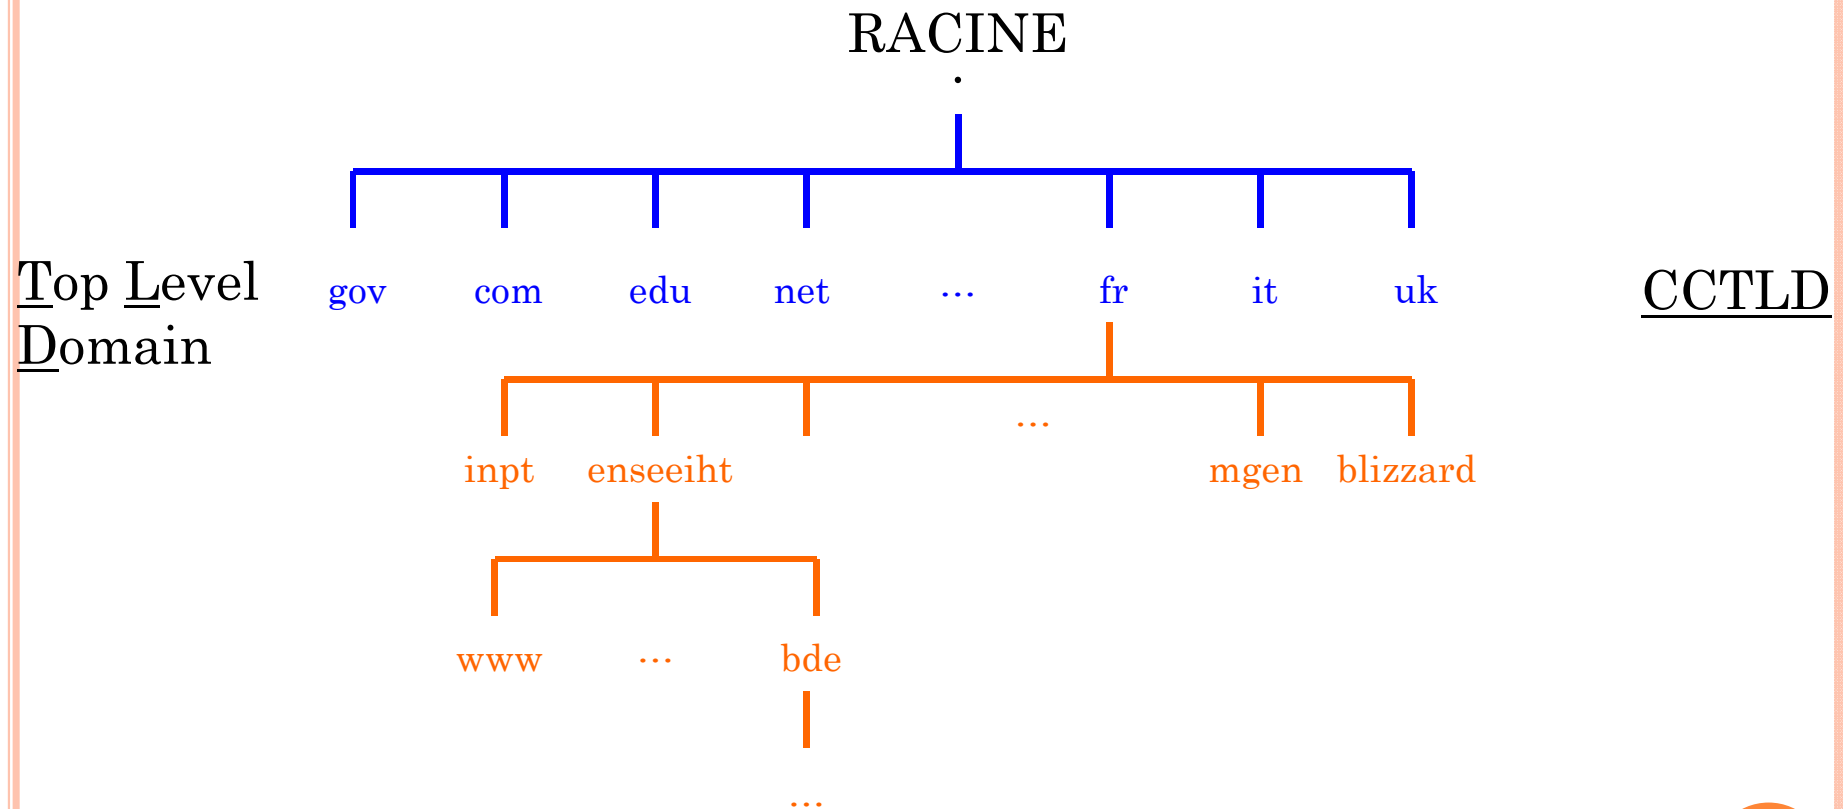 RACINE
.
Top Level
Domain
gov com edu net ... fr it uk
CCTLD
...
inpt enseeiht mgen blizzard
www ... bde
...